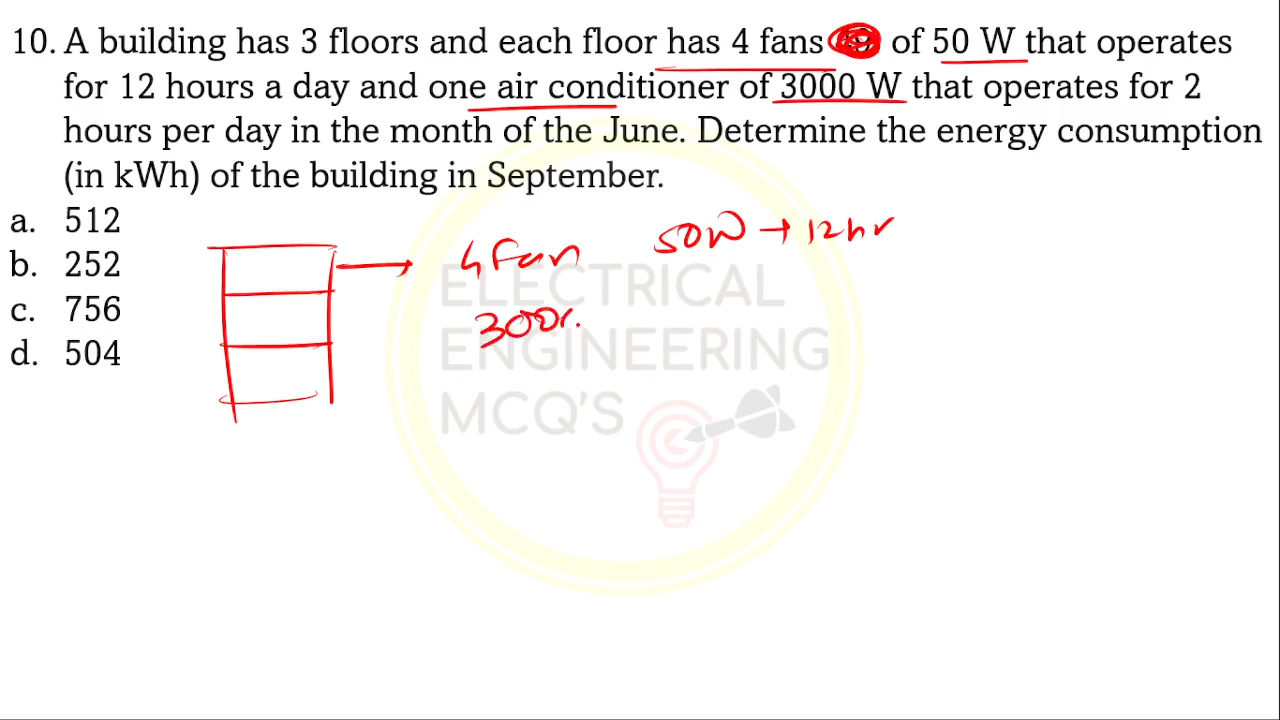 10. A building has 3 floors and each floor has 4 fans of 50 W that operates
for 12 hours a day and one air conditioner of 3000 W that operates for 2
hours per day in the month of the June. Determine the energy consumption
(in kWh) of the building in September.
a. 512
b. 252
c. 756
d. 504
4 Fan 50W → 12hr
ELECTRICAL
ENGINEERING
MCQ'S